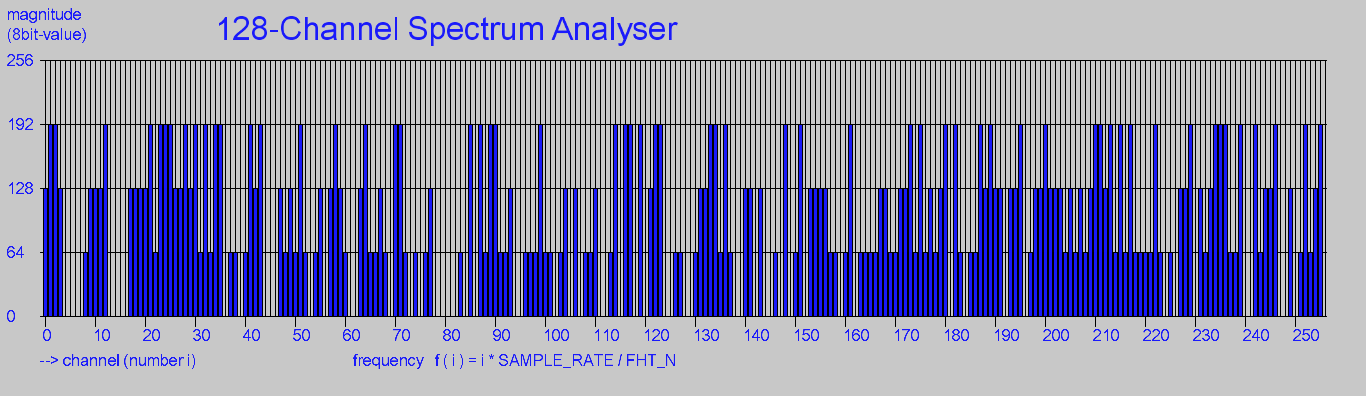 magnitude
(8bit-value)
128-Channel Spectrum Analyser
256
192
128
64
0
0 10 20 30 40 50 60 70 80 90 100 110 120 130 140 150 160 170 180 190 200 210 220 230 240 250
--> channel (number i)
frequency f ( i ) = i * SAMPLE_RATE / FHT_N